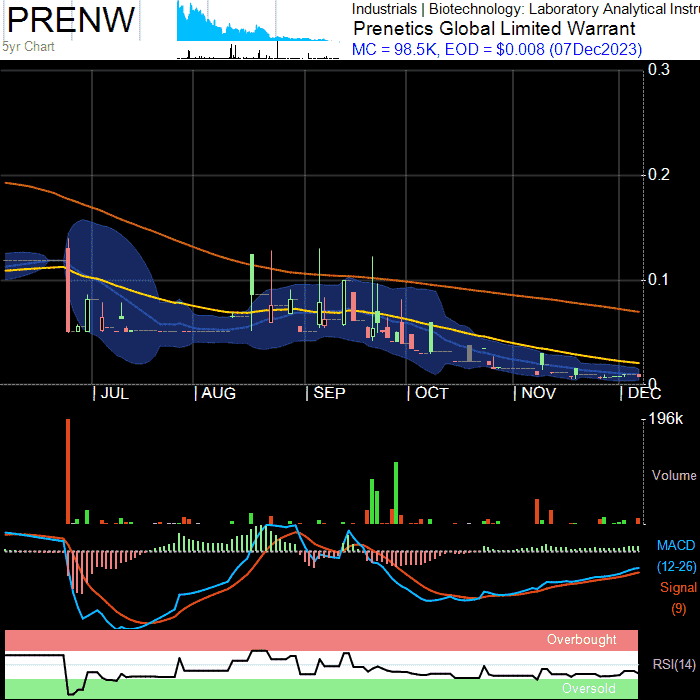 PRENW
5yr Chart
Industrials | Biotechnology: Laboratory Analytical Instru
Prenetics Global Limited Warrant
MC = 98.5K, EOD = $0.008 (07Dec2023)
0.3
0.2
0.1
0
| JUL | AUG | SEP | OCT | NOV | DEC
196k
Volume
MACD
(12-26)
Signal
(9)
Overbought
RSI(14)
Oversold